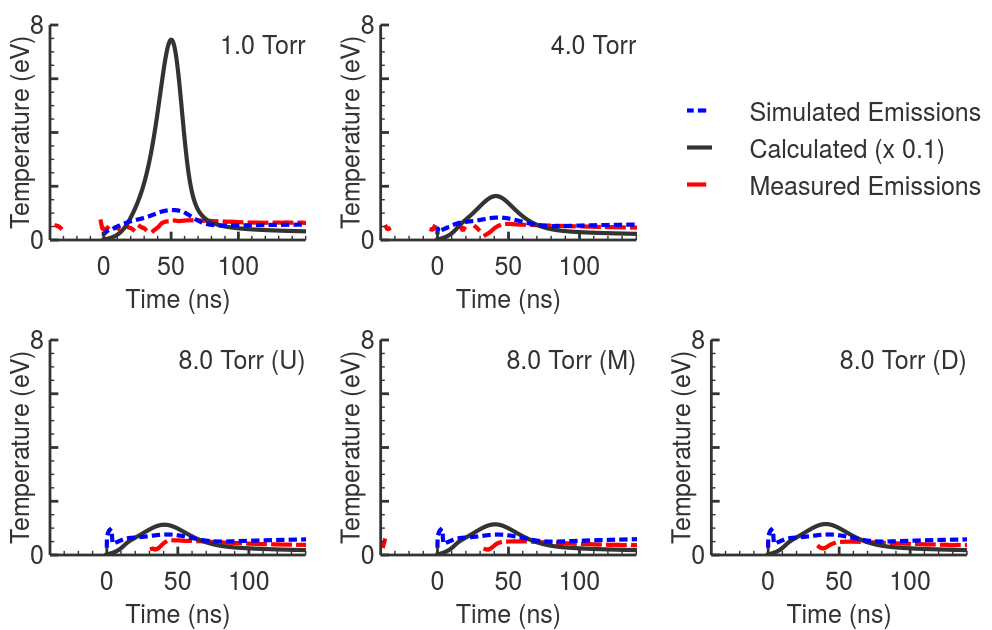 8
1.0 Torr
Temperature (eV)
0
0 50 100
Time (ns)
8
4.0 Torr
Temperature (eV)
0
0 50 100
Time (ns)
Simulated Emissions
Calculated (x 0.1)
Measured Emissions
8
8.0 Torr (U)
Temperature (eV)
0
0 50 100
Time (ns)
8
8.0 Torr (M)
Temperature (eV)
0
0 50 100
Time (ns)
8
8.0 Torr (D)
Temperature (eV)
0
0 50 100
Time (ns)